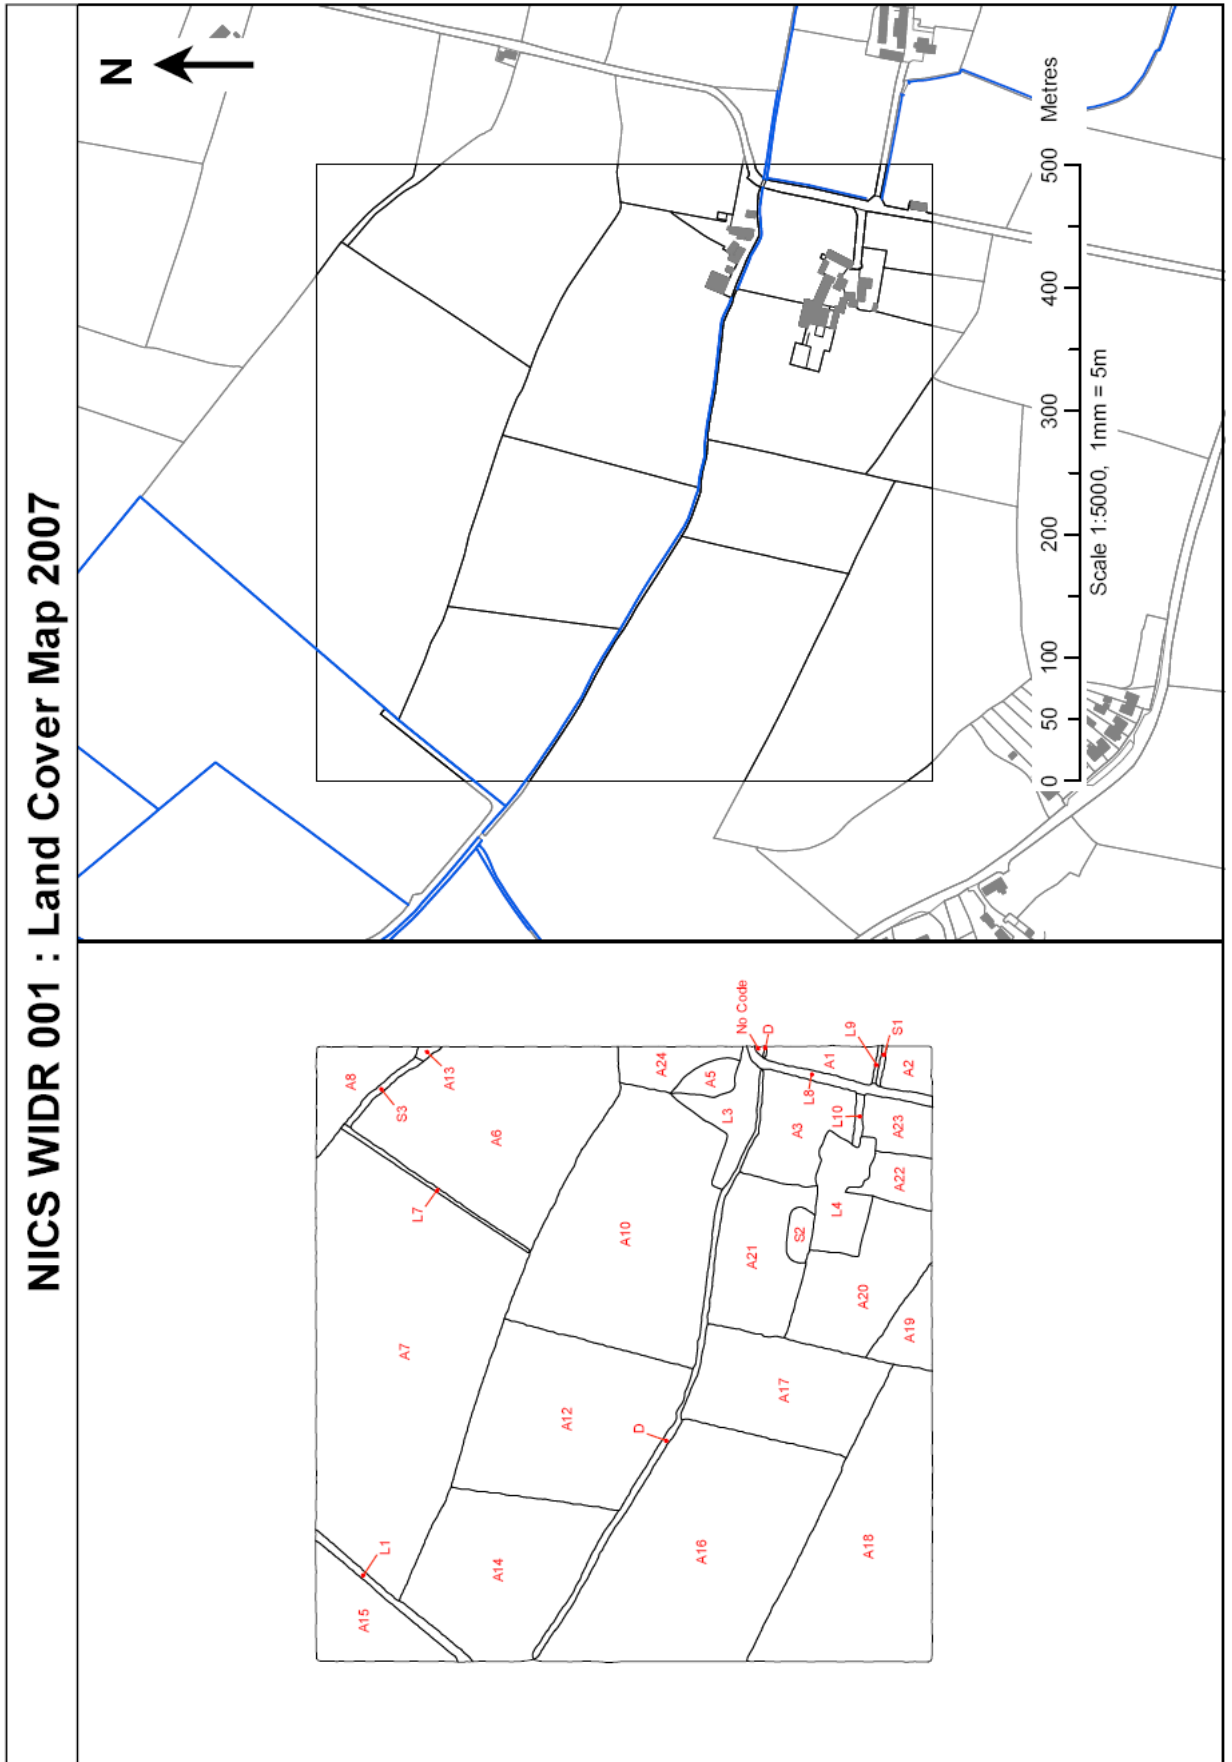 NICS WIDR 001 : Land Cover Map 2007
N
0 50 100 200 300 400 500 Metres
Scale 1:5000, 1mm = 5m
No Code
D
A8
S3
A13
A24
A5
L3
L8
A1
L9
S1
A2
A6
L7
A3
L10
A23
A22
L4
S2
A10
A21
A20
A19
A7
A12
A17
D
L1
A15
A14
A16
A18